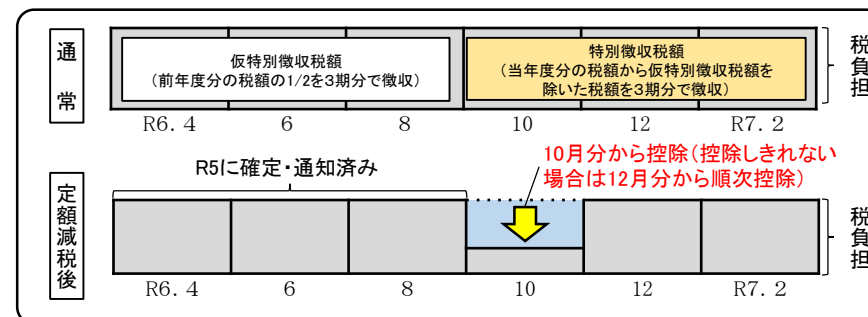 通常
仮特別徴収税額
(前年度分の税額の1/2を3期分で徴収)
特別徴収税額
(当年度分の税額から仮特別徴収税額を
除いた税額を3期分で徴収)
税負担
R6.4 6 8 10 12 R7.2
R5に確定・通知済み
10月分から控除(控除しきれない
場合は12月分から順次控除)
定額減税後
税負担
R6.4 6 8 10 12 R7.2